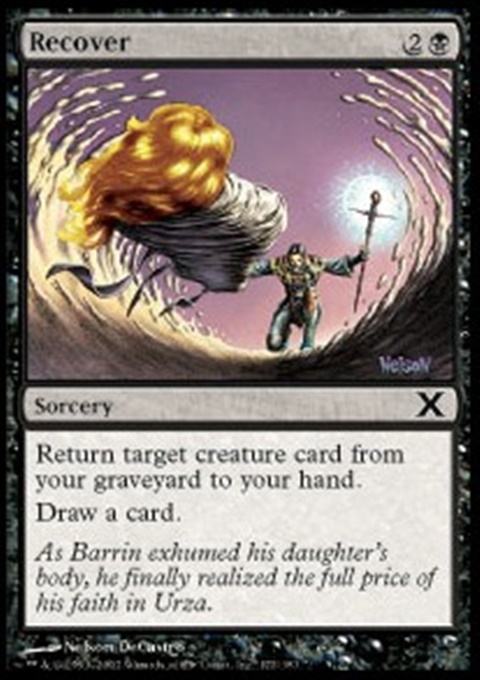 Recover 2
NelsoN
Sorcery X
Return target creature card from
your graveyard to your hand.
Draw a card.
As Barrin exhumed his daughter's
body, he finally realized the full price of
his faith in Urza.
Nelson DeCastro